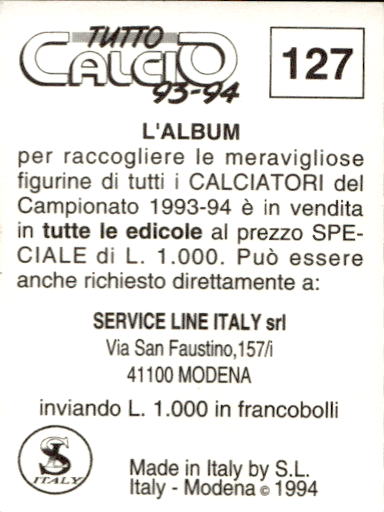 TUTTO
CALCIO
93-94
127
L'ALBUM
per raccogliere le meravigliose
figurine di tutti i CALCIATORI del
Campionato 1993-94 è in vendita
in tutte le edicole al prezzo SPE-
CIALE di L. 1.000. Può essere
anche richiesto direttamente a:
SERVICE LINE ITALY srl
Via San Faustino,157/i
41100 MODENA
inviando L. 1.000 in francobolli
SL
ITALY
Made in Italy by S.L.
Italy - Modena © 1994